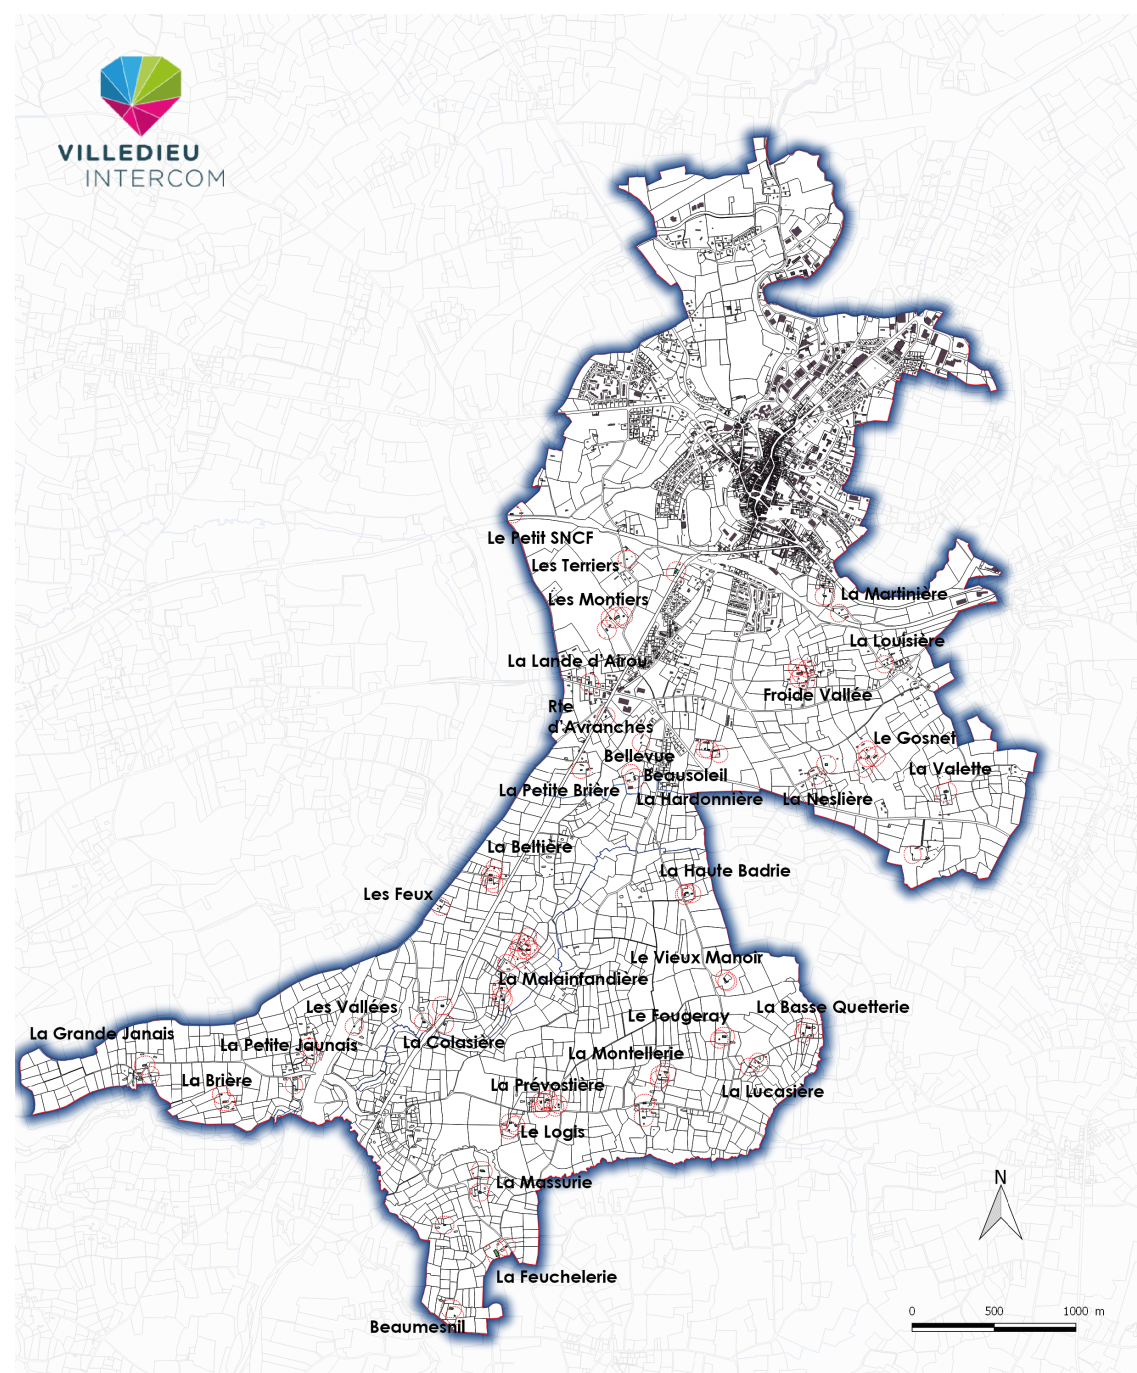 VILLEDIEU
INTERCOM
Le Petit SNCF
Les Terriers
Les Montiers
La Martinière
La Louisière
La Lande d'Airou
Froide Vallée
Rte
d'Avranches
Le Gosnet
Bellevue
La Valette
Beausoleil
La Petite Brière
La Hardonnière
La Neslière
La Beltière
La Haute Badrie
Les Feux
Le Vieux Manoir
La Malainfandière
Les Vallées
La Basse Quetterie
Le Fougeray
La Grande Janais
La Petite Jaunais
La Colasière
La Montellerie
La Brière
La Prévostière
La Lucasière
Le Logis
La Massurie
N
La Feuchelerie
0 500 1000 m
Beaumesnil